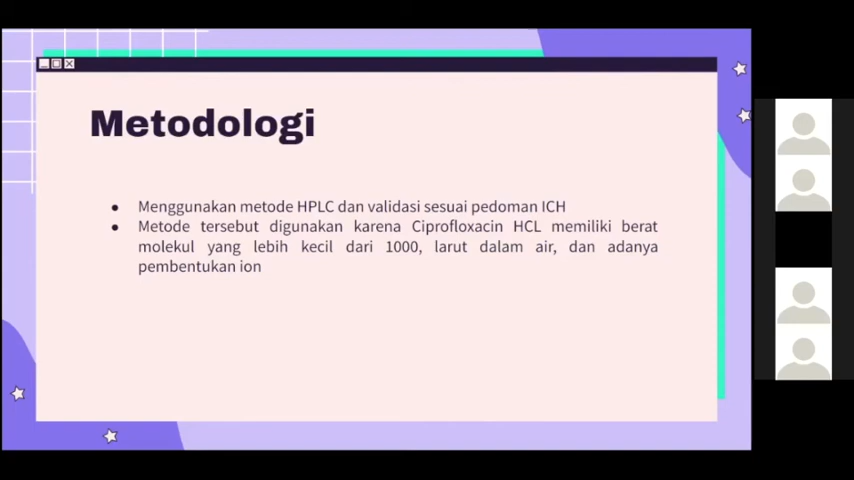 Metodologi
● Menggunakan metode HPLC dan validasi sesuai pedoman ICH
● Metode tersebut digunakan karena Ciprofloxacin HCL memiliki berat
molekul yang lebih kecil dari 1000, larut dalam air, dan adanya
pembentukan ion